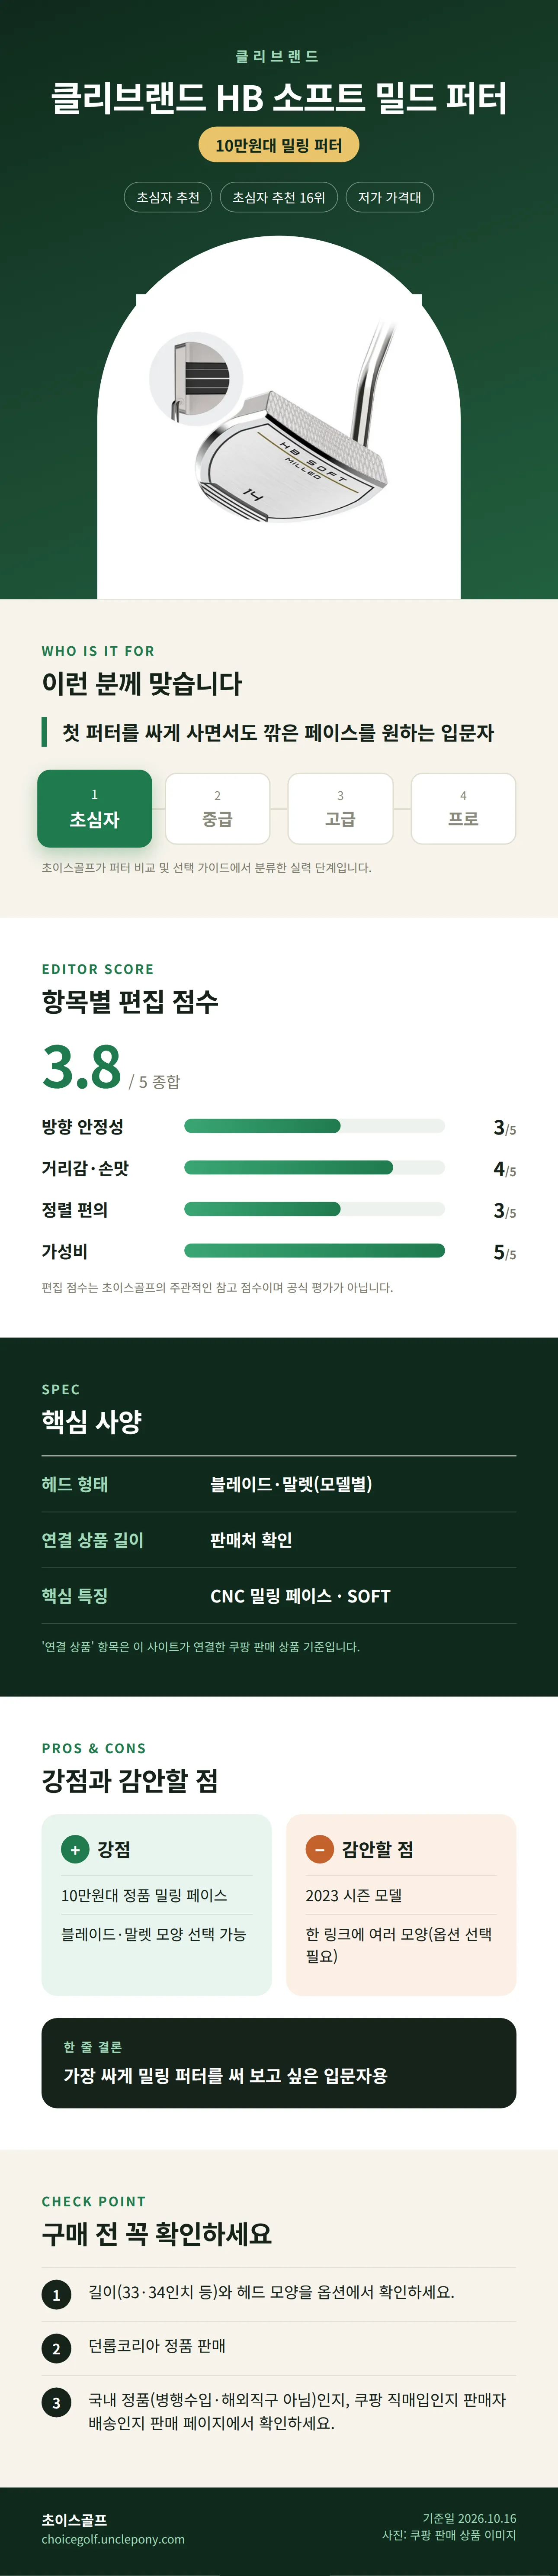 클리브랜드
클리브랜드 HB 소프트 밀드 퍼터
10만원대 밀링 퍼터
초심자 추천
초심자 추천 16위
저가 가격대
HB SOFT
MILLED
14
WHO IS IT FOR
이런 분께 맞습니다
첫 퍼터를 싸게 사면서도 깎은 페이스를 원하는 입문자
1
초심자
2
중급
3
고급
4
프로
초이스골프가 퍼터 비교 및 선택 가이드에서 분류한 실력 단계입니다.
EDITOR SCORE
항목별 편집 점수
3.8 / 5 종합
방향 안정성 3/5
거리감·손맛 4/5
정렬 편의 3/5
가성비 5/5
편집 점수는 초이스골프의 주관적인 참고 점수이며 공식 평가가 아닙니다.
SPEC
핵심 사양
헤드 형태 블레이드·말렛(모델별)
연결 상품 길이 판매처 확인
핵심 특징 CNC 밀링 페이스 · SOFT
'연결 상품' 항목은 이 사이트가 연결한 쿠팡 판매 상품 기준입니다.
PROS & CONS
강점과 감안할 점
+ 강점
10만원대 정품 밀링 페이스
블레이드·말렛 모양 선택 가능
− 감안할 점
2023 시즌 모델
한 링크에 여러 모양(옵션 선택
필요)
한 줄 결론
가장 싸게 밀링 퍼터를 써 보고 싶은 입문자용
CHECK POINT
구매 전 꼭 확인하세요
1 길이(33·34인치 등)와 헤드 모양을 옵션에서 확인하세요.
2 던롭코리아 정품 판매
3 국내 정품(병행수입·해외직구 아님)인지, 쿠팡 직매입인지 판매자
배송인지 판매 페이지에서 확인하세요.
초이스골프
choicegolf.unclepony.com
기준일 2026.10.16
사진: 쿠팡 판매 상품 이미지